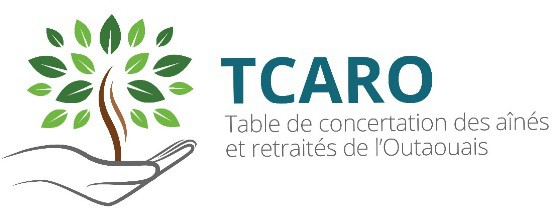 TCARO
Table de concertation des aînés
et retraités de l'Outaouais